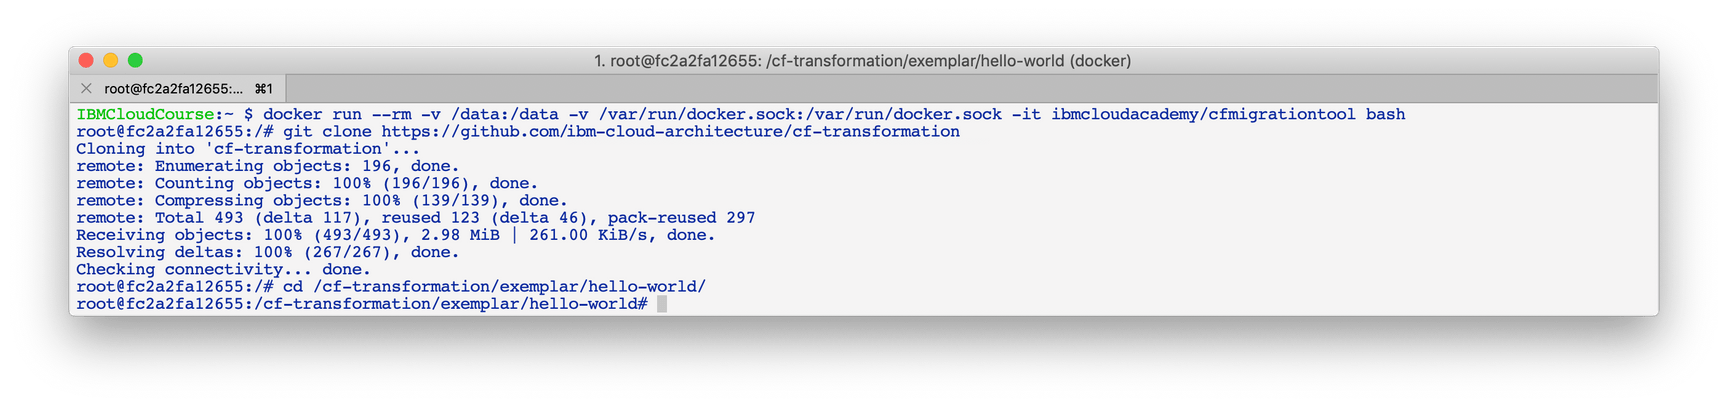 1. root@fc2a2fa12655: /cf-transformation/exemplar/hello-world (docker)
root@fc2a2fa12655:... ⌘1
IBMCloudCourse:~ $ docker run --rm -v /data:/data -v /var/run/docker.sock:/var/run/docker.sock -it ibmcloudacademy/cfmigrationtool bash
root@fc2a2fa12655:/# git clone https://github.com/ibm-cloud-architecture/cf-transformation
Cloning into 'cf-transformation'...
remote: Enumerating objects: 196, done.
remote: Counting objects: 100% (196/196), done.
remote: Compressing objects: 100% (139/139), done.
remote: Total 493 (delta 117), reused 123 (delta 46), pack-reused 297
Receiving objects: 100% (493/493), 2.98 MiB | 261.00 KiB/s, done.
Resolving deltas: 100% (267/267), done.
Checking connectivity... done.
root@fc2a2fa12655:/# cd /cf-transformation/exemplar/hello-world/
root@fc2a2fa12655:/cf-transformation/exemplar/hello-world#